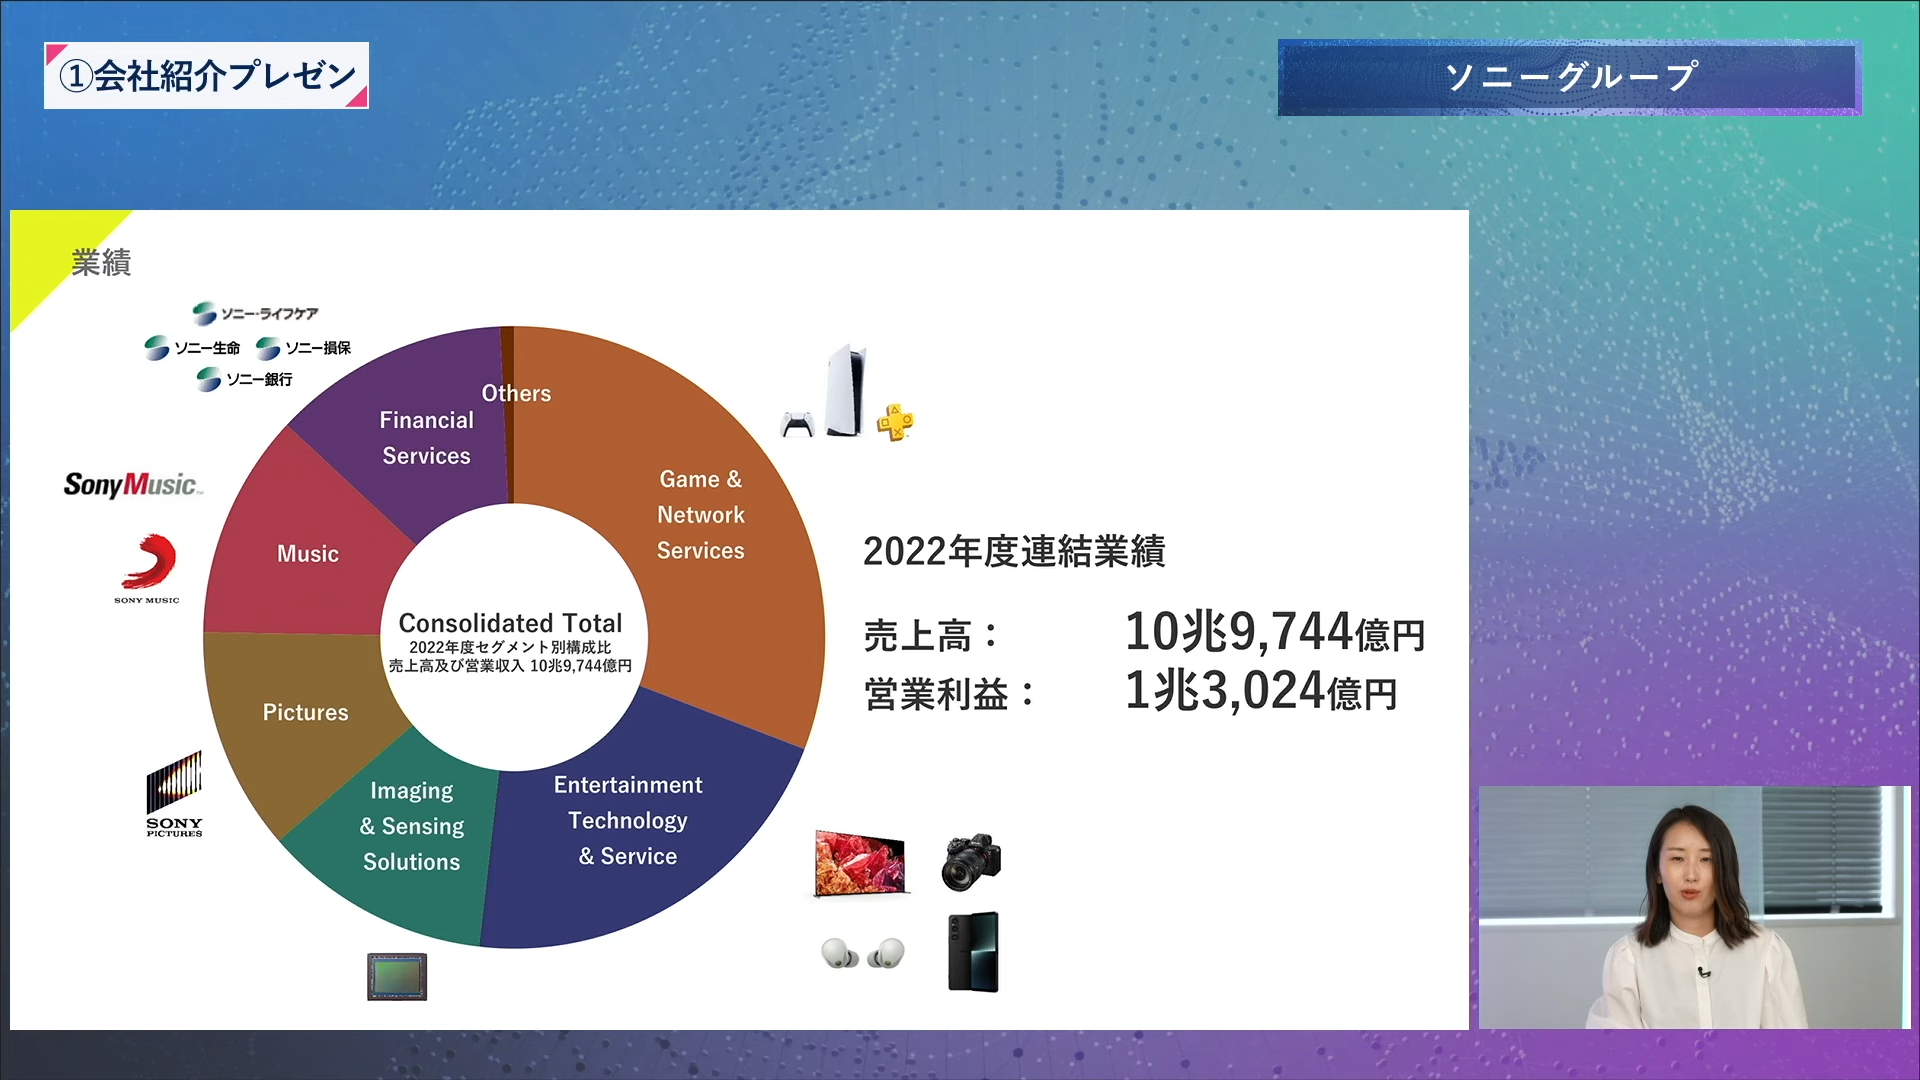 ①会社紹介プレゼン
ソニーグループ
業績
ソニー・ライフケア
ソニー生命
ソニー損保
ソニー銀行
Others
Financial
Services
Game &
Network
Services
SonyMusic
Music
SONY MUSIC
Consolidated Total
2022年度セグメント別構成比
売上高及び営業収入 10兆9,744億円
2022年度連結業績
売上高： 10兆9,744億円
営業利益： 1兆3,024億円
Pictures
SONY
PICTURES
Imaging
& Sensing
Solutions
Entertainment
Technology
& Service